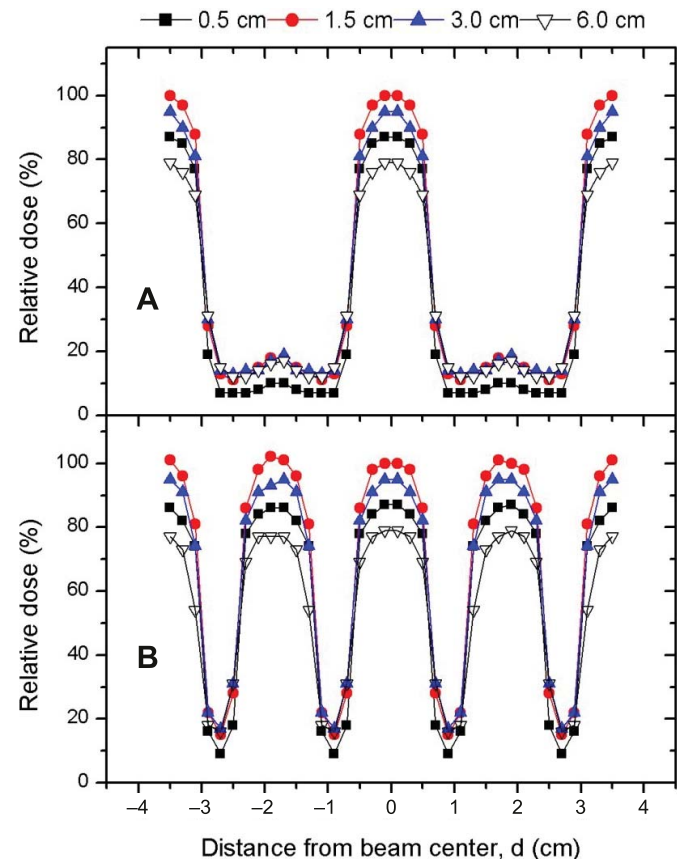 0.5 cm 1.5 cm 3.0 cm 6.0 cm
100
80
60
40
20
0
Relative dose (%)
A
100
80
60
40
20
0
Relative dose (%)
B
–4 –3 –2 –1 0 1 2 3 4
Distance from beam center, d (cm)